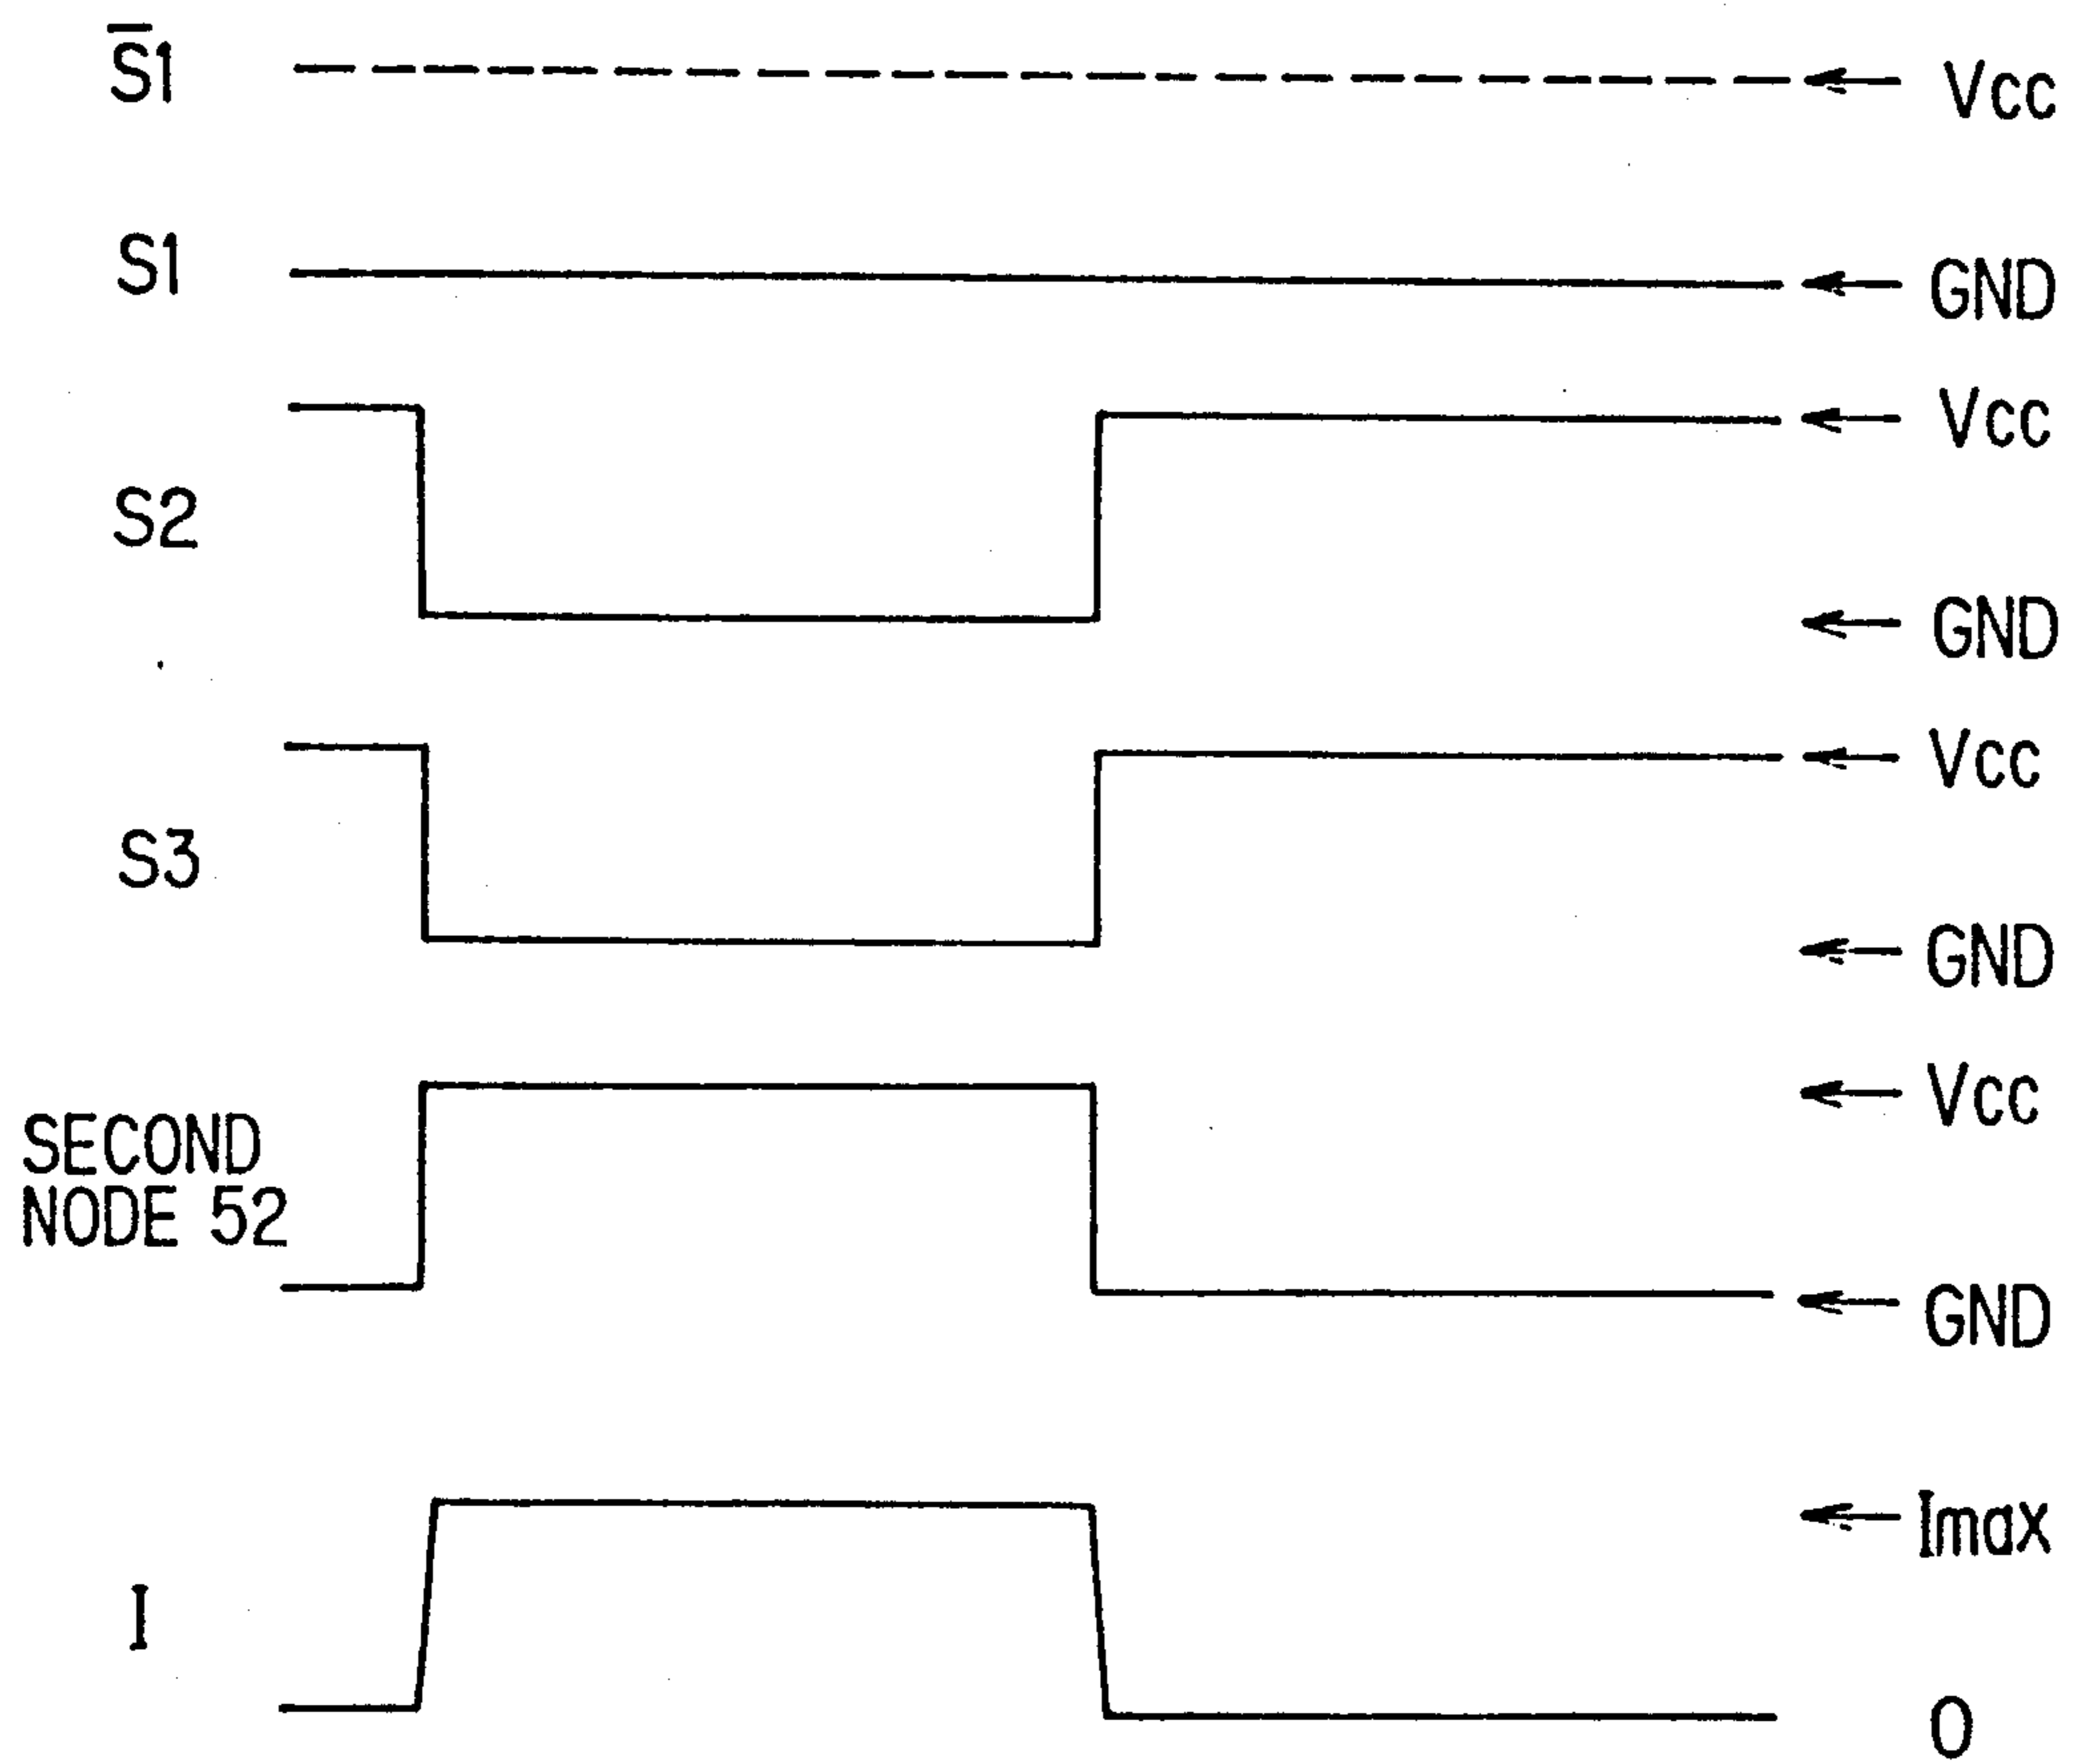 S̅1
Vcc
S1
GND
Vcc
S2
GND
Vcc
S3
GND
Vcc
SECOND
NODE 52
GND
Imax
I
0